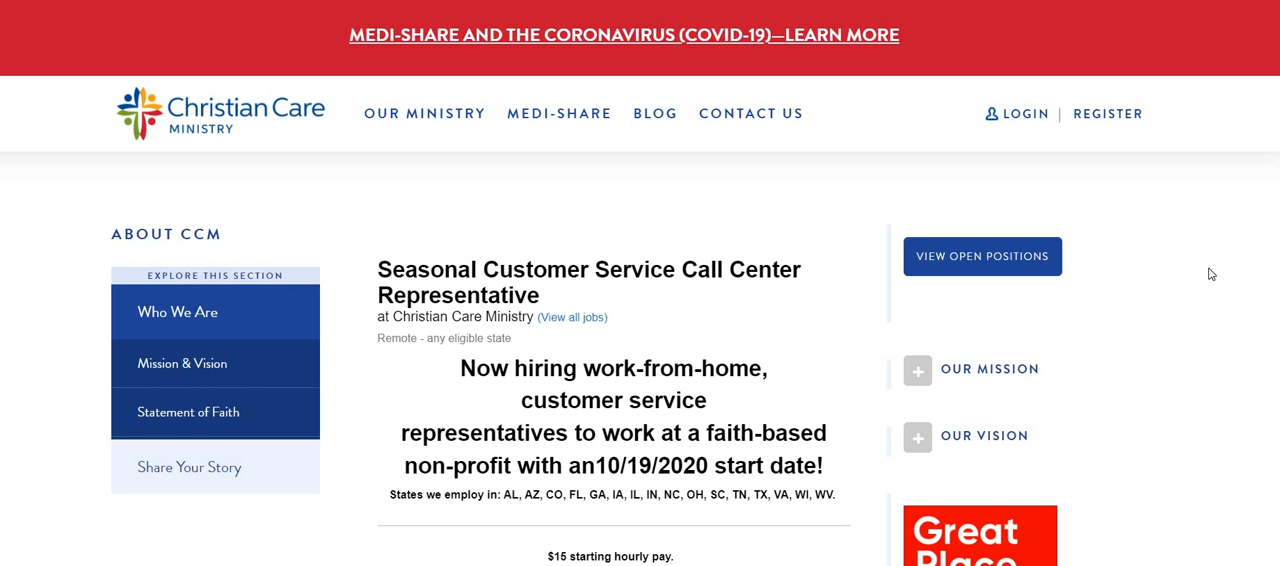 MEDI-SHARE AND THE CORONAVIRUS (COVID-19)—LEARN MORE
Christian Care
MINISTRY
OUR MINISTRY
MEDI-SHARE
BLOG
CONTACT US
LOGIN
REGISTER
ABOUT CCM
EXPLORE THIS SECTION
Who We Are
Mission & Vision
Statement of Faith
Share Your Story
Seasonal Customer Service Call Center
Representative
at Christian Care Ministry (View all jobs)
Remote - any eligible state
Now hiring work-from-home,
customer service
representatives to work at a faith-based
non-profit with an10/19/2020 start date!
States we employ in: AL, AZ, CO, FL, GA, IA, IL, IN, NC, OH, SC, TN, TX, VA, WI, WV.
$15 starting hourly pay.
VIEW OPEN POSITIONS
OUR MISSION
OUR VISION
Great
Place